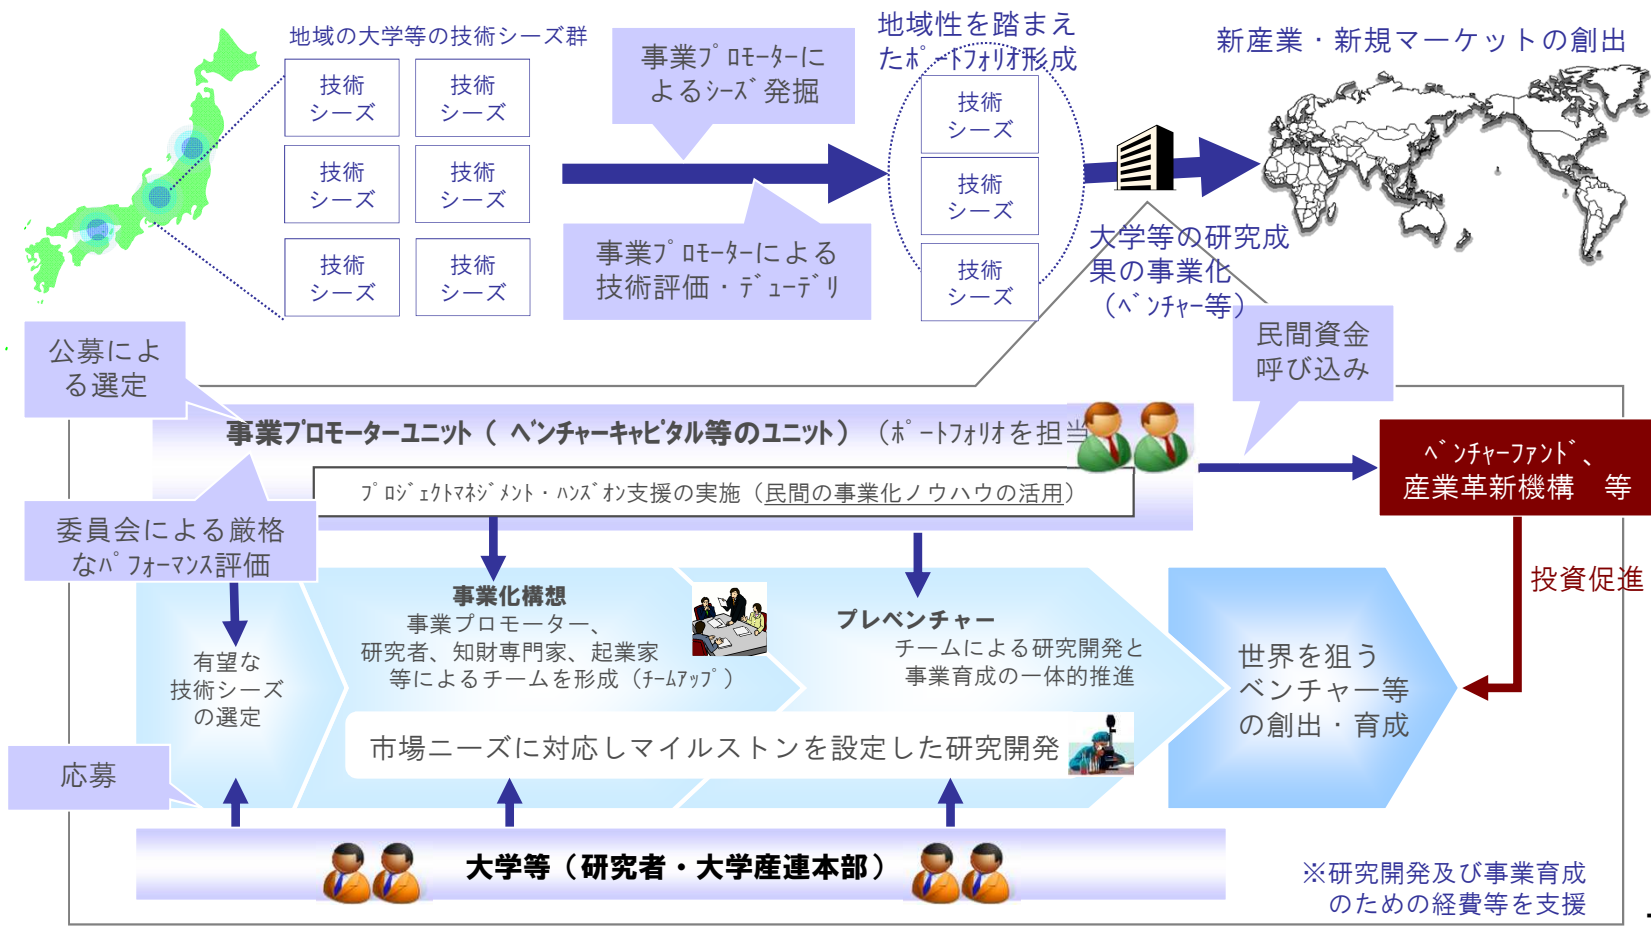 地域の大学等の技術シーズ群
技術
シーズ
技術
シーズ
技術
シーズ
技術
シーズ
技術
シーズ
技術
シーズ
事業ﾌﾟﾛﾓｰﾀｰに
よるｼｰｽﾞ発掘
事業ﾌﾟﾛﾓｰﾀｰによる
技術評価・ﾃﾞｭｰﾃﾞﾘ
地域性を踏まえ
たﾎﾟｰﾄﾌｫﾘｵ形成
技術
シーズ
技術
シーズ
技術
シーズ
新産業・新規マーケットの創出
大学等の研究成
果の事業化
（ﾍﾞﾝﾁｬｰ等）
公募によ
る選定
民間資金
呼び込み
事業プロモーターユニット（ ﾍﾞﾝﾁｬｰｷｬﾋﾟﾀﾙ等のユニット）（ﾎﾟｰﾄﾌｫﾘｵを担当
ﾌﾟﾛｼﾞｪｸﾄﾏﾈｼﾞﾒﾝﾄ・ﾊﾝｽﾞｵﾝ支援の実施（民間の事業化ノウハウの活用）
ﾍﾞﾝﾁｬｰﾌｧﾝﾄﾞ、
産業革新機構　等
委員会による厳格
なﾊﾟﾌｫｰﾏﾝｽ評価
投資促進
有望な
技術シーズ
の選定
事業化構想
事業プロモーター、
研究者、知財専門家、起業家
等によるチームを形成（ﾁｰﾑｱｯﾌﾟ）
プレベンチャー
チームによる研究開発と
事業育成の一体的推進
世界を狙う
ベンチャー等
の創出・育成
市場ニーズに対応しマイルストンを設定した研究開発
応募
大学等（研究者・大学産連本部）
※研究開発及び事業育成
のための経費等を支援